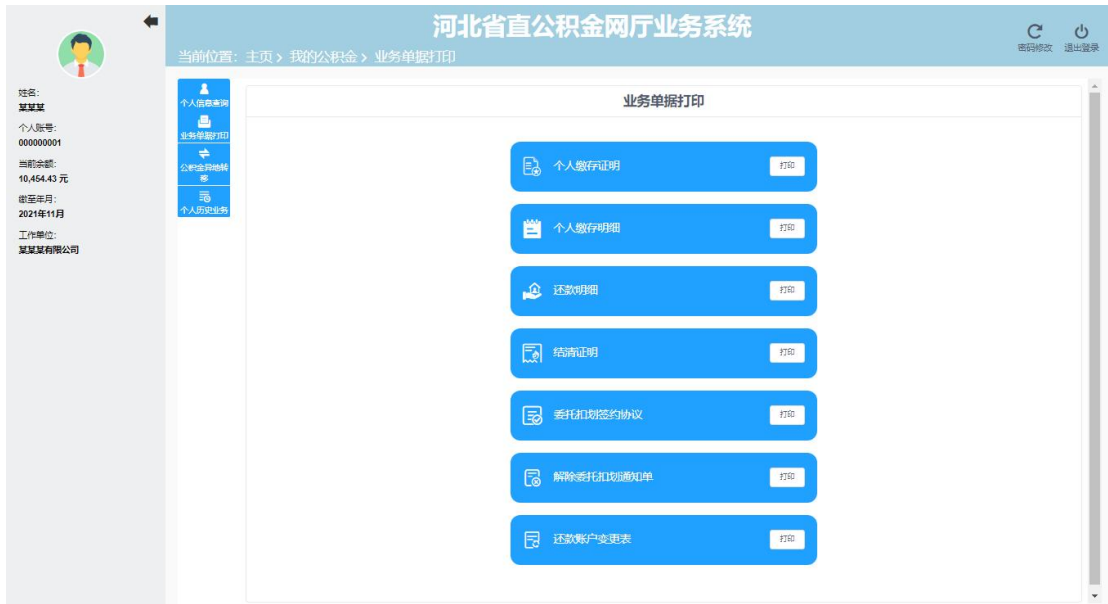 河北省直公积金网厅业务系统
当前位置：主页 > 我的公积金 > 业务单据打印
密码修改
退出登录
姓名：
某某某
个人账号：
000000001
当前余额：
10,454.43 元
缴至年月：
2021年11月
工作单位：
某某某有限公司
个人信息查询
业务单据打印
公积金异地转
移
个人历史业务
业务单据打印
个人缴存证明 打印
个人缴存明细 打印
还款明细 打印
结清证明 打印
委托扣划签约协议 打印
解除委托扣划通知单 打印
还款账户变更表 打印